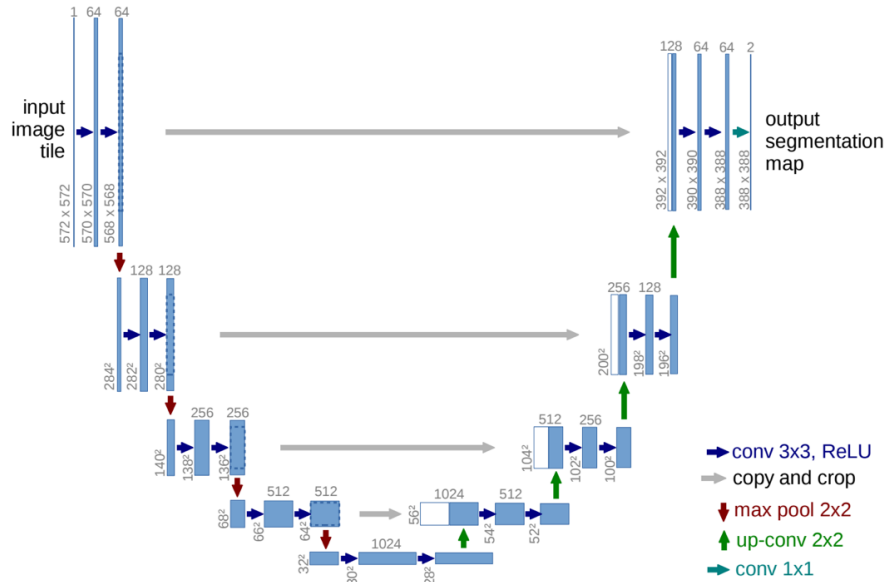 1 64 64
input
image
tile
572 x 572
570 x 570
568 x 568
128 64 64 2
output
segmentation
map
392 x 392
390 x 390
388 x 388
388 x 388
128 128
284²
282²
280²
256 128
200²
198²
196²
256 256
140²
138²
136²
512 256
104²
102²
100²
512 512
68²
66²
64²
1024 512
56²
54²
52²
1024
32²
30²
28²
conv 3x3, ReLU
copy and crop
max pool 2x2
up-conv 2x2
conv 1x1